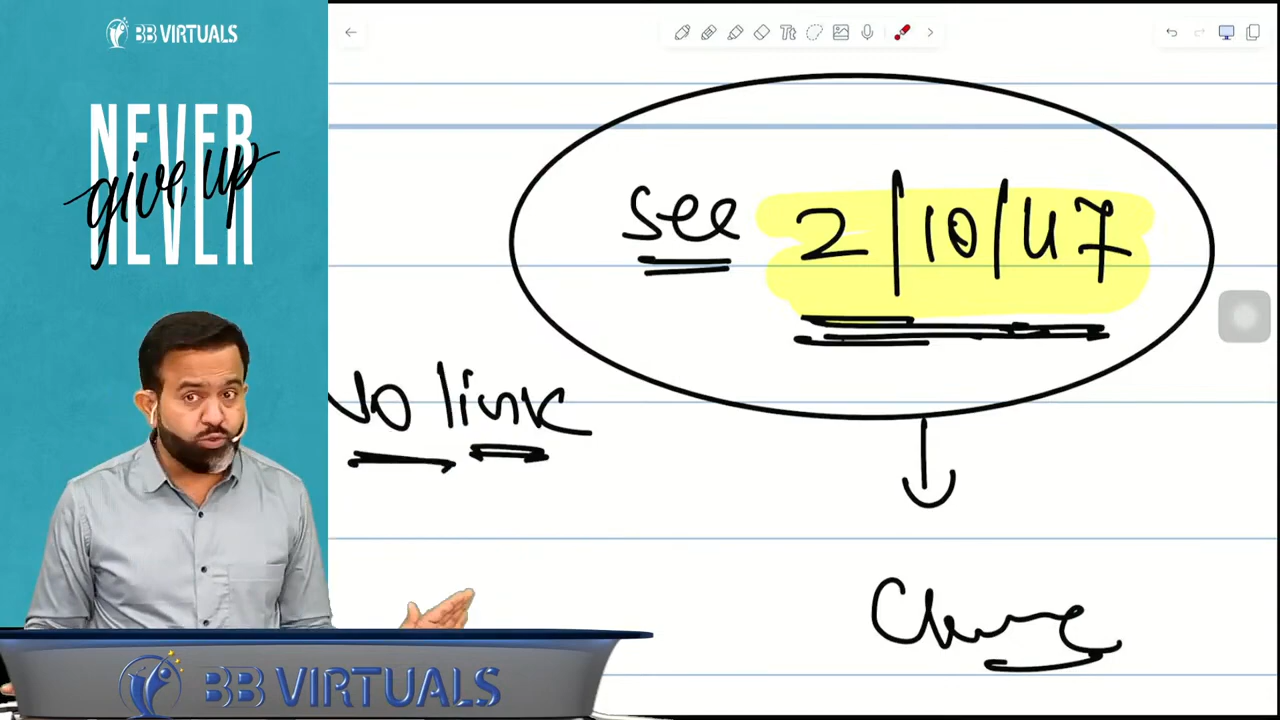 BB VIRTUALS
NEVER
give up
NEVER
see 2/10/47
No link
BB VIRTUALS